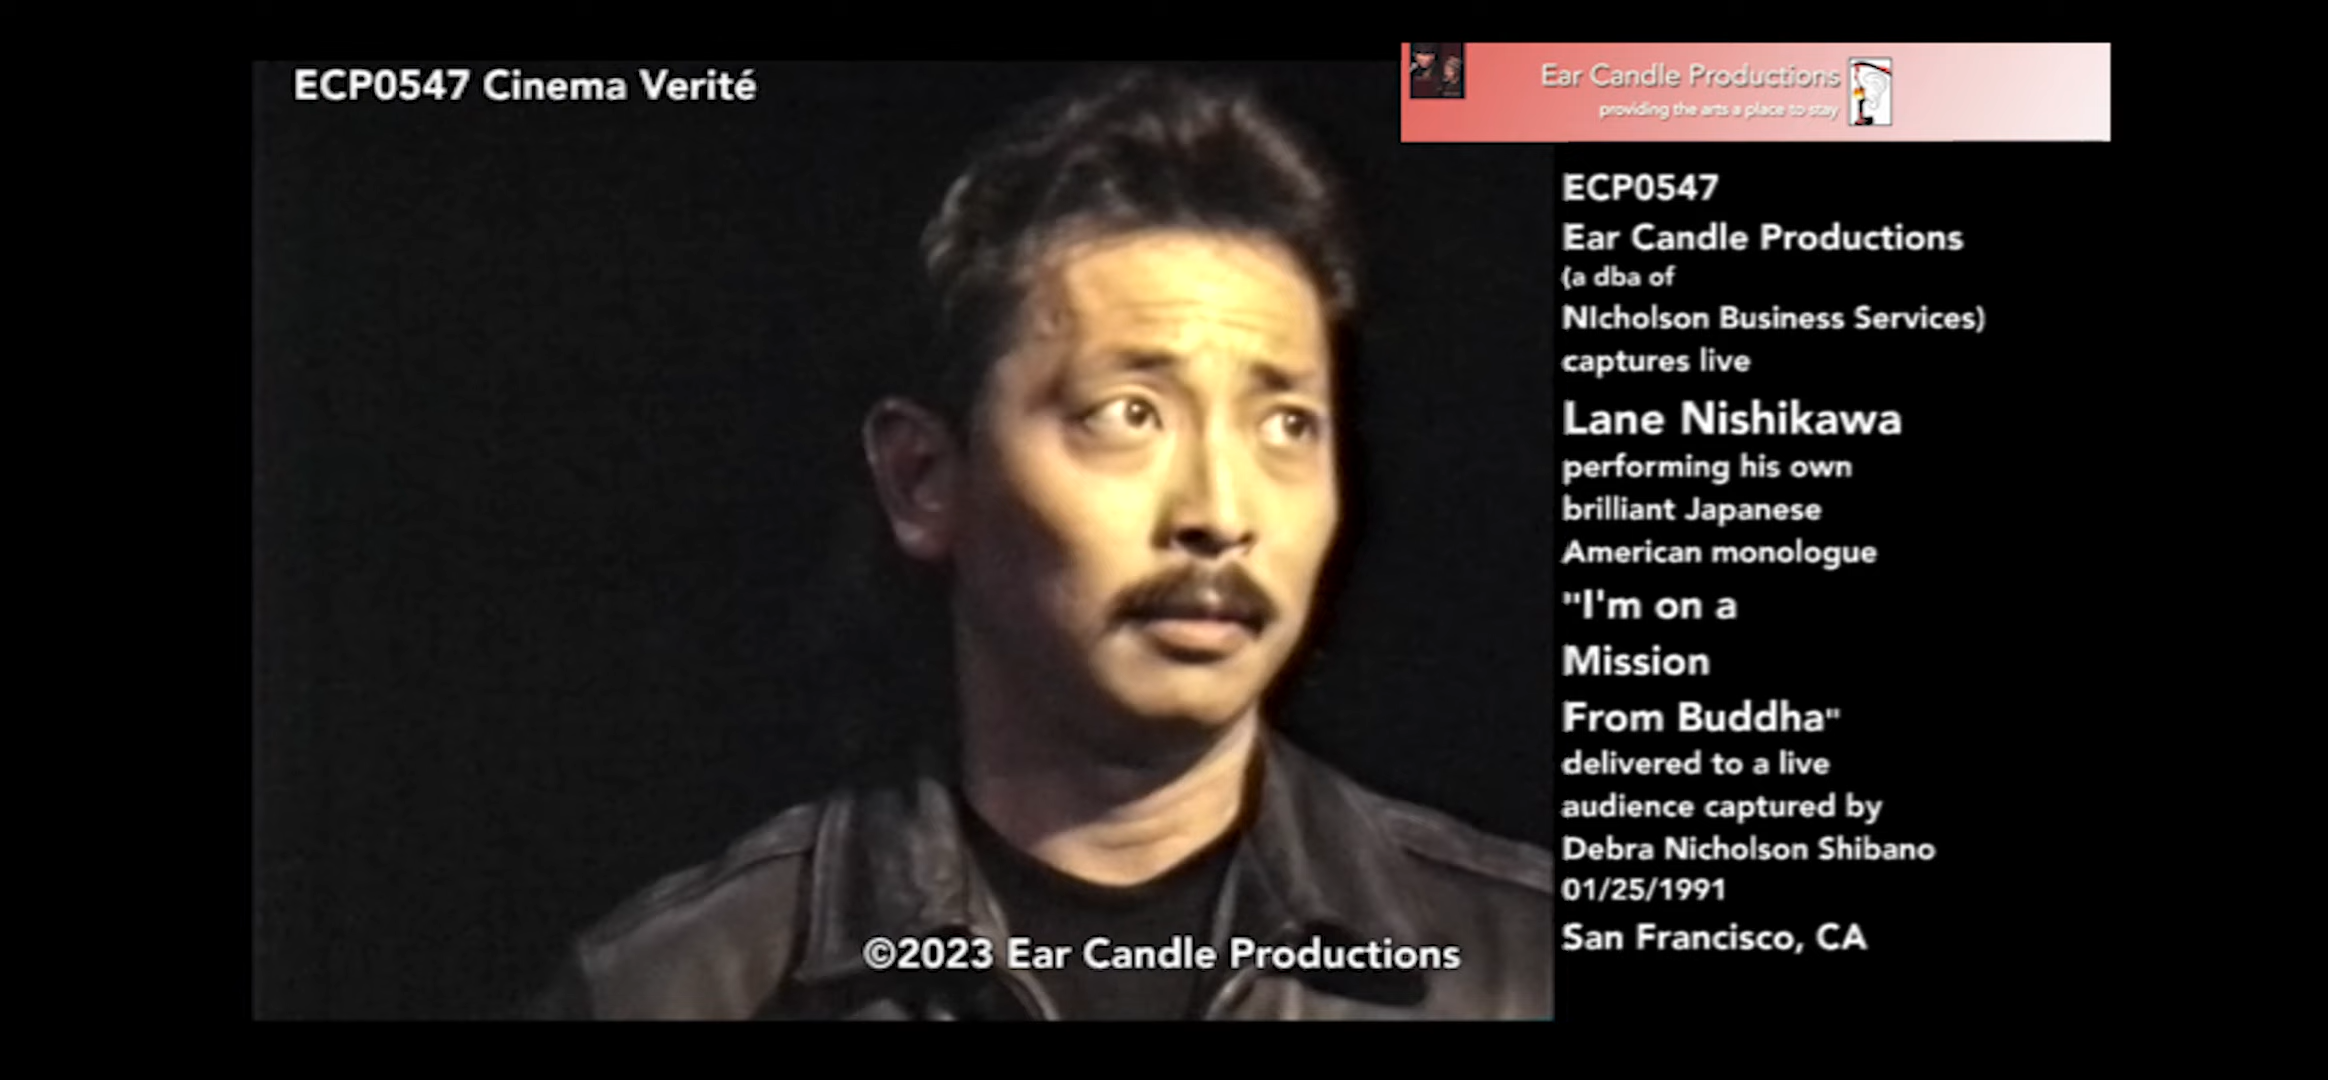 ECP0547 Cinema Verité
Ear Candle Productions
providing the arts a place to stay
ECP0547
Ear Candle Productions
(a dba of
NIcholson Business Services)
captures live
Lane Nishikawa
performing his own
brilliant Japanese
American monologue
"I'm on a
Mission
From Buddha"
delivered to a live
audience captured by
Debra Nicholson Shibano
01/25/1991
San Francisco, CA
©2023 Ear Candle Productions